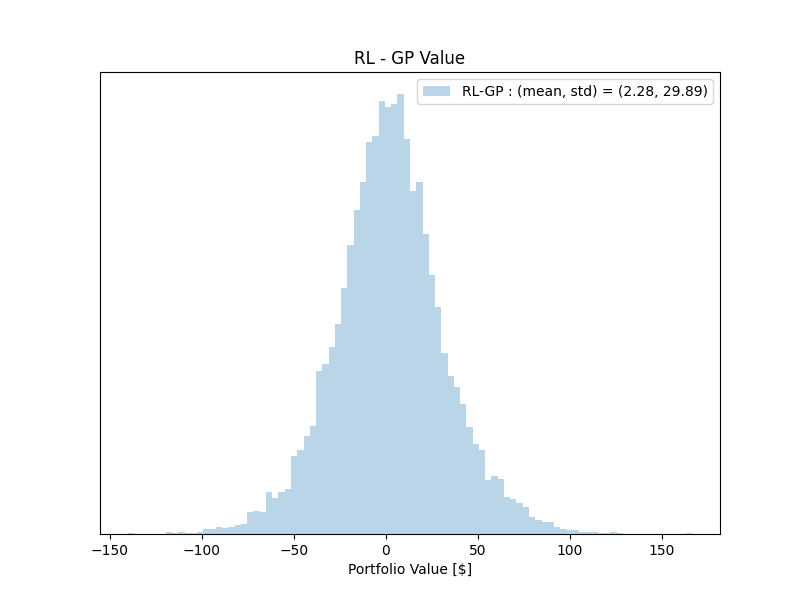 RL - GP Value
RL-GP : (mean, std) = (2.28, 29.89)
−150 −100 −50 0 50 100 150
Portfolio Value [$]